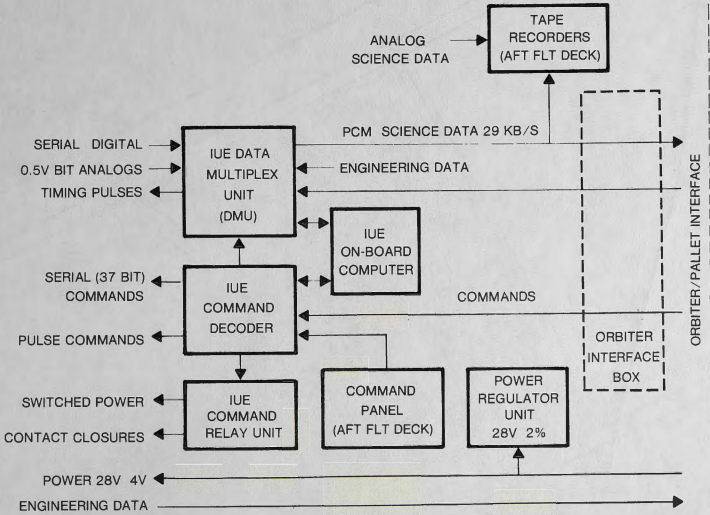 TAPE
RECORDERS
(AFT FLT DECK)
ANALOG
SCIENCE DATA
PCM SCIENCE DATA 29 KB/S
SERIAL DIGITAL
0.5V BIT ANALOGS
TIMING PULSES
IUE DATA
MULTIPLEX
UNIT
(DMU)
ENGINEERING DATA
IUE
ON-BOARD
COMPUTER
SERIAL (37 BIT)
COMMANDS
PULSE COMMANDS
IUE
COMMAND
DECODER
COMMANDS
ORBITER
INTERFACE
BOX
ORBITER/PALLET INTERFACE
SWITCHED POWER
CONTACT CLOSURES
IUE
COMMAND
RELAY UNIT
COMMAND
PANEL
(AFT FLT DECK)
POWER
REGULATOR
UNIT
28V 2%
POWER 28V 4V
ENGINEERING DATA